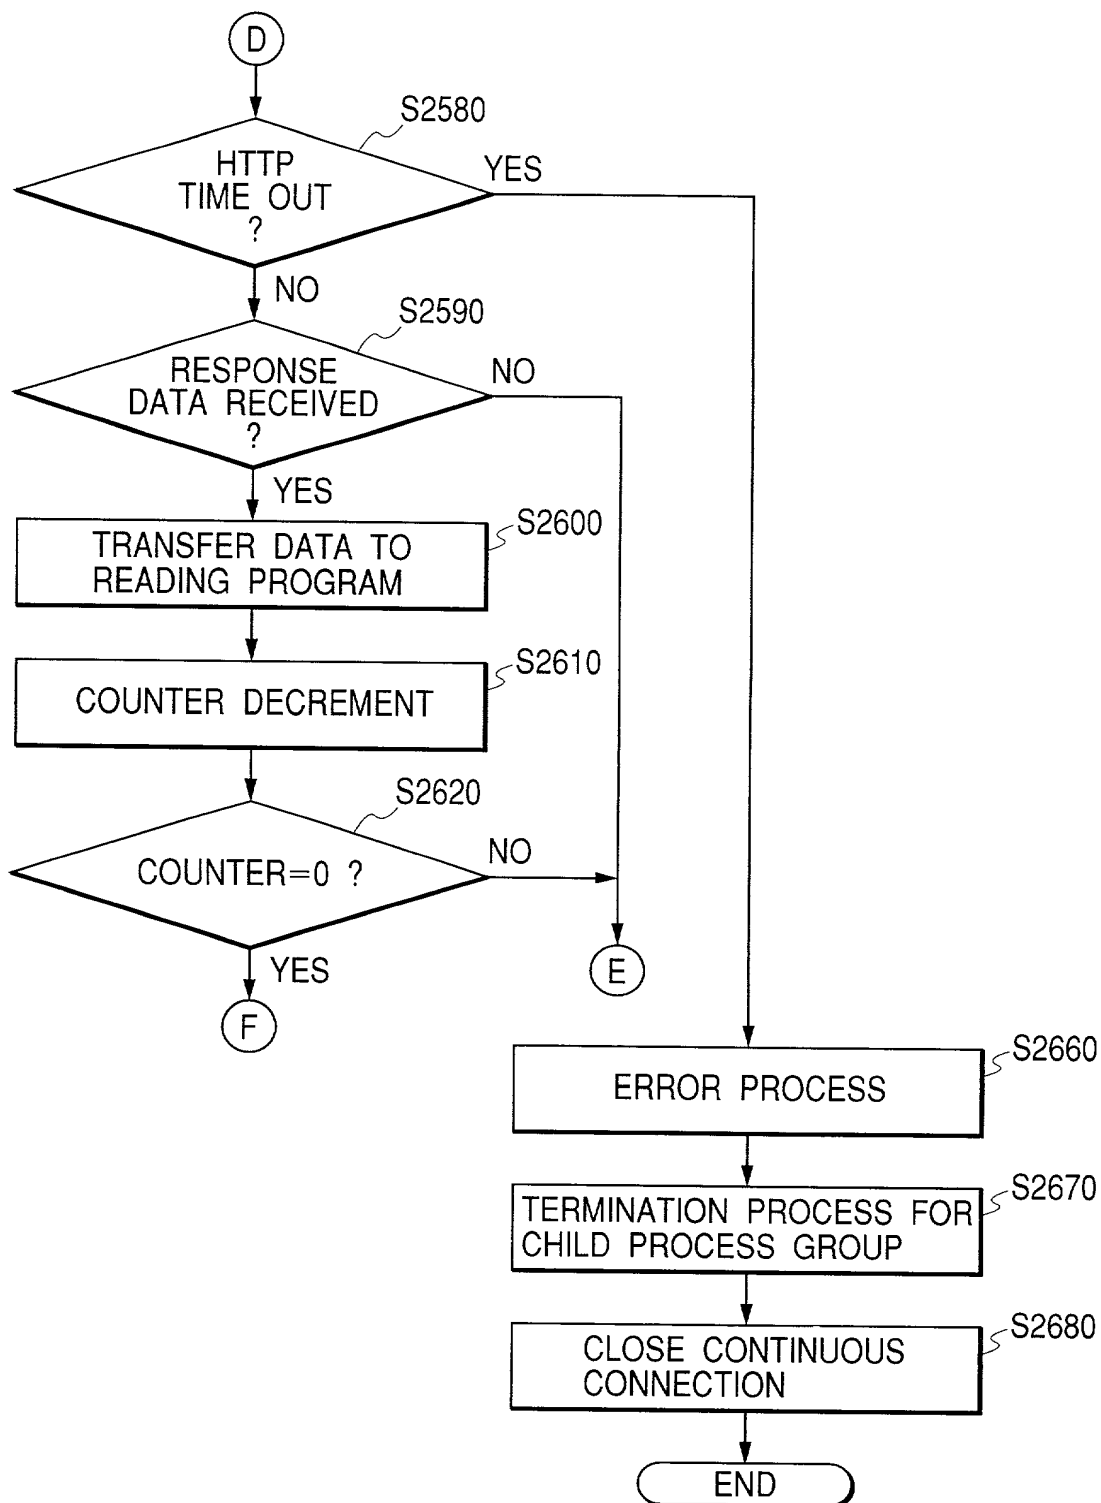 D
S2580
HTTP
TIME OUT
?
YES
NO
S2590
RESPONSE
DATA RECEIVED
?
NO
YES
S2600
TRANSFER DATA TO
READING PROGRAM
S2610
COUNTER DECREMENT
S2620
COUNTER=0 ?
NO
YES
E
F
S2660
ERROR PROCESS
S2670
TERMINATION PROCESS FOR
CHILD PROCESS GROUP
S2680
CLOSE CONTINUOUS
CONNECTION
END